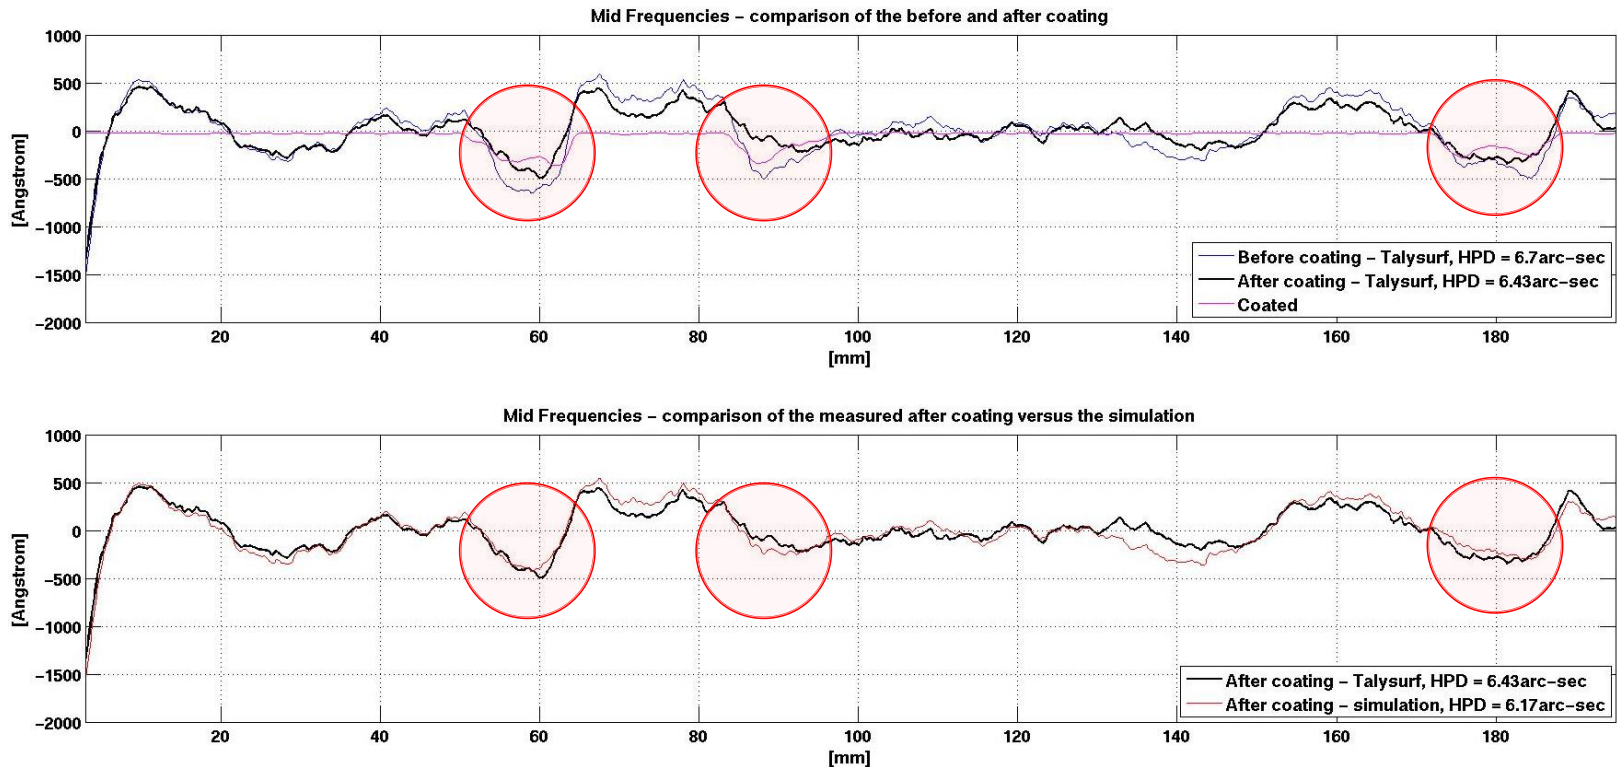 Mid Frequencies – comparison of the before and after coating
1000
500
0
−500
−1000
−1500
−2000
[Angstrom]
20 40 60 80 100 120 140 160 180
[mm]
Before coating – Talysurf, HPD = 6.7arc-sec
After coating – Talysurf, HPD = 6.43arc-sec
Coated
Mid Frequencies – comparison of the measured after coating versus the simulation
1000
500
0
−500
−1000
−1500
−2000
[Angstrom]
20 40 60 80 100 120 140 160 180
[mm]
After coating – Talysurf, HPD = 6.43arc-sec
After coating – simulation, HPD = 6.17arc-sec